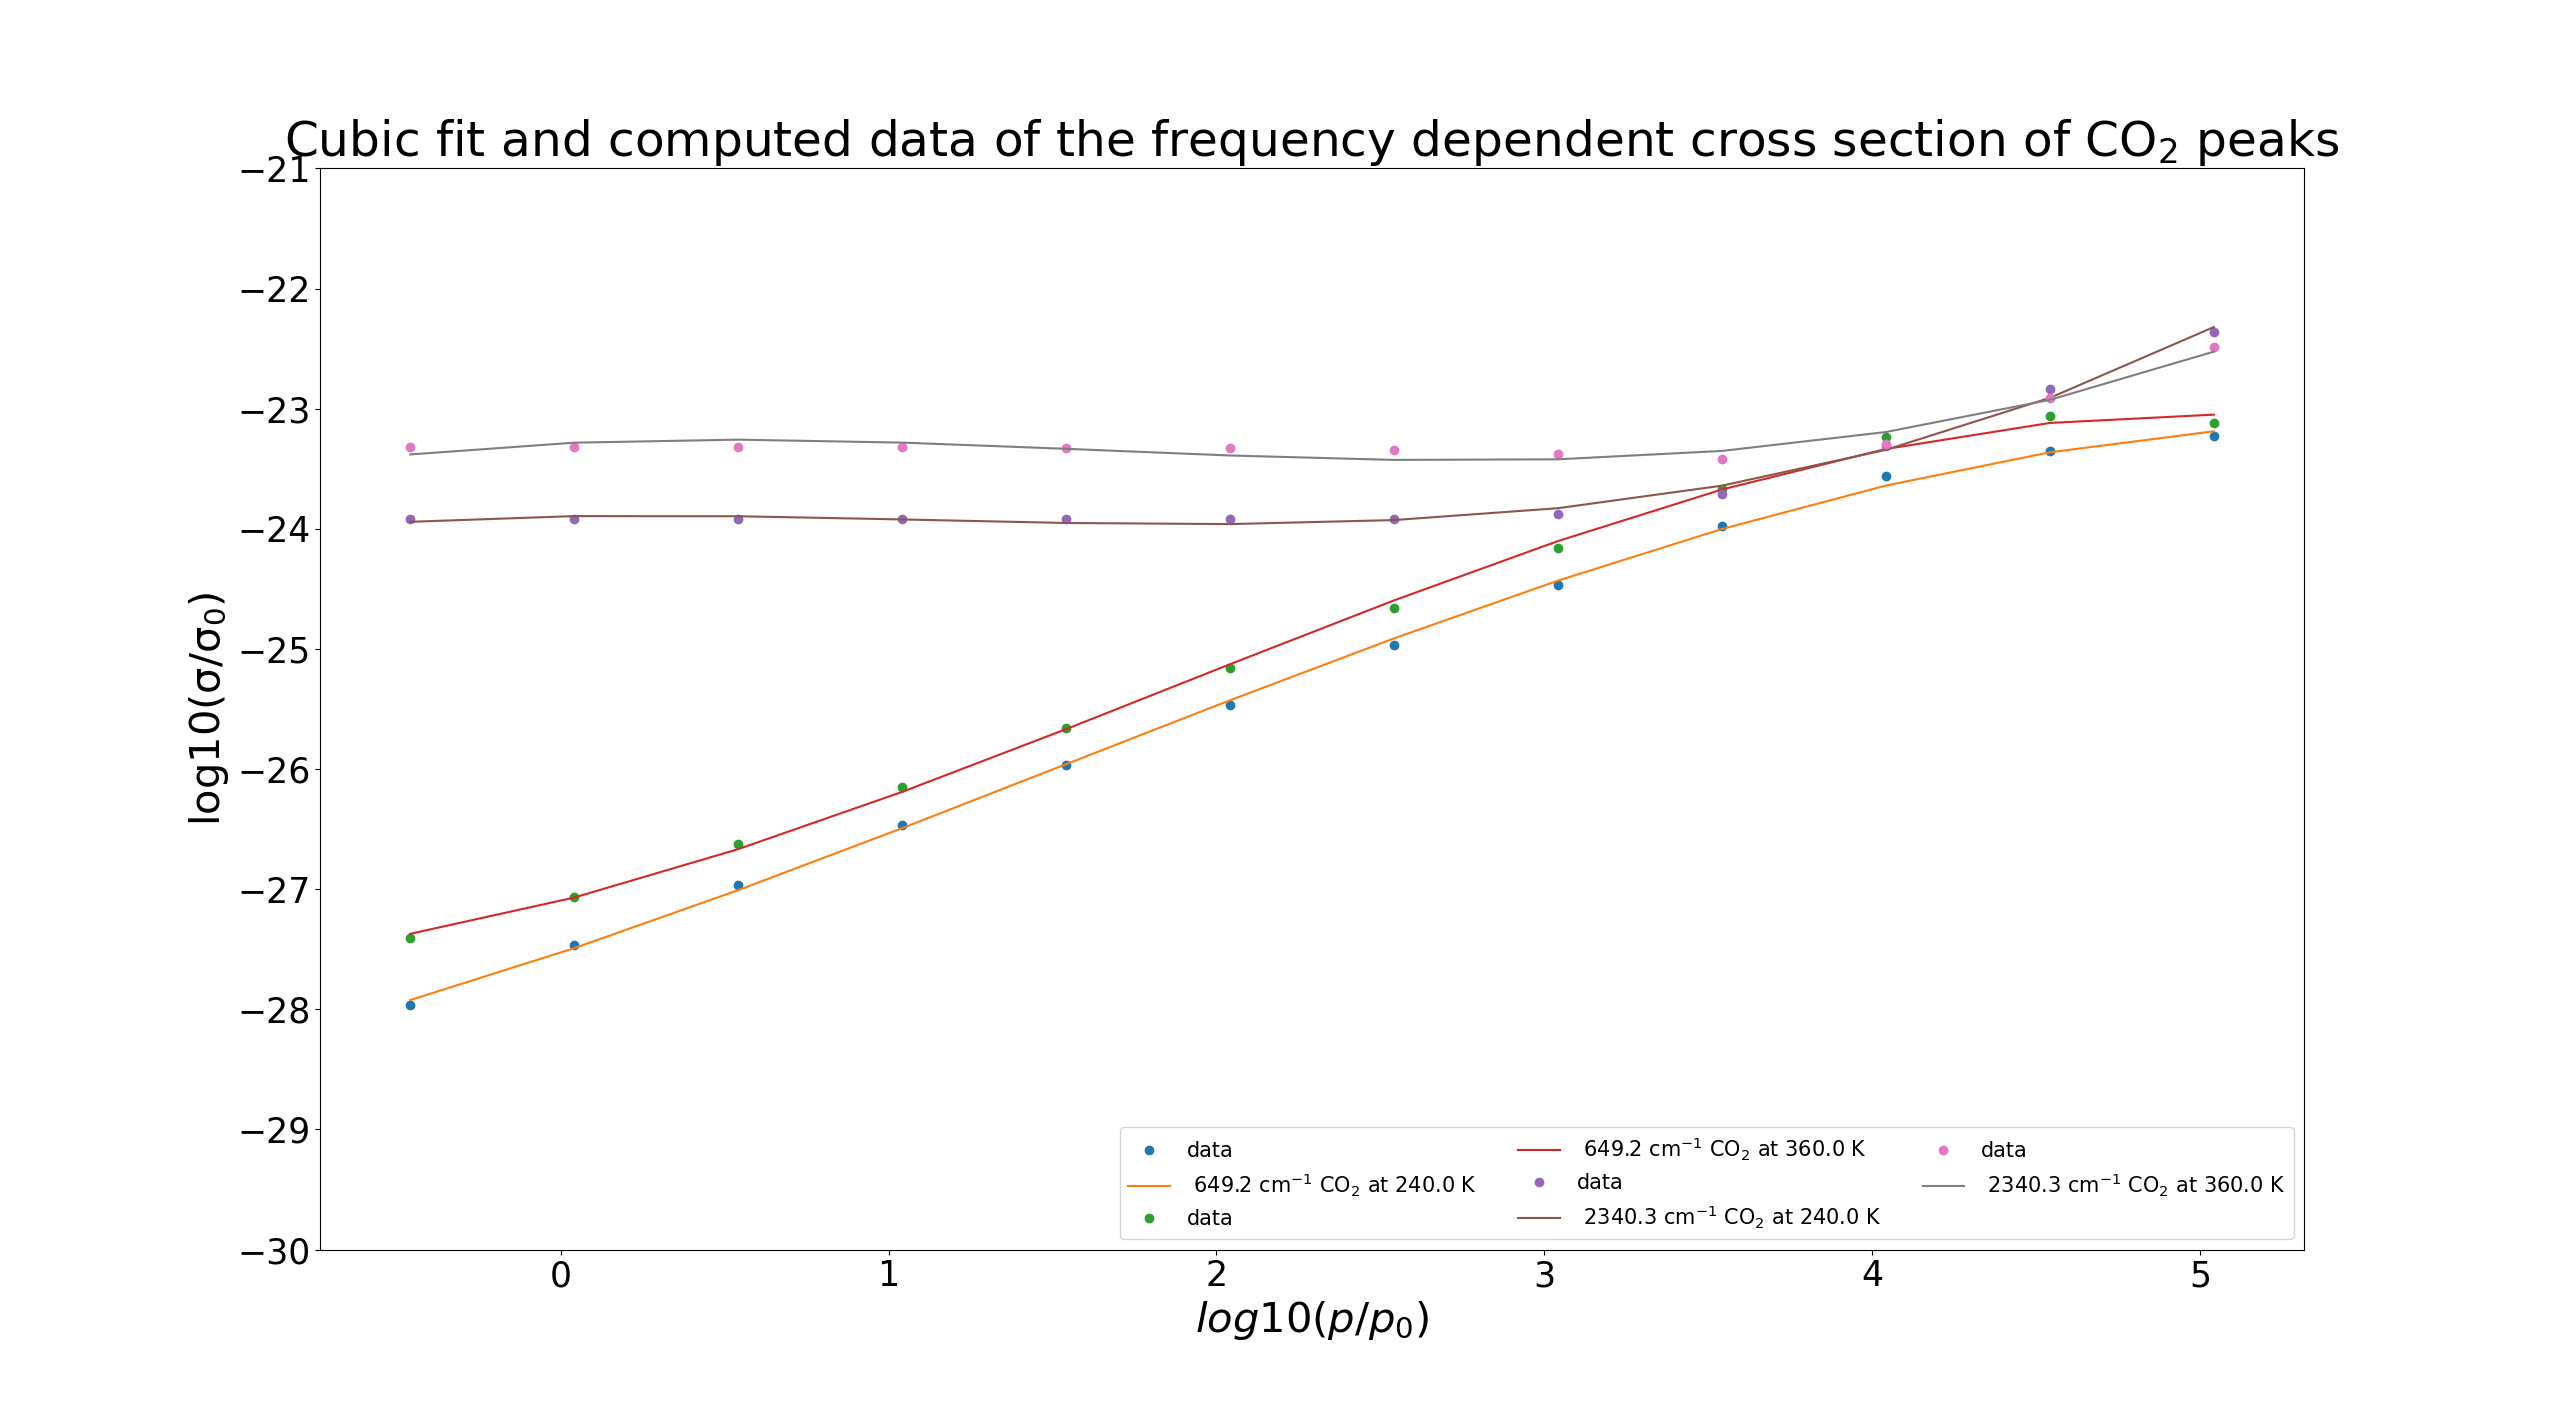 Cubic fit and computed data of the frequency dependent cross section of CO₂ peaks
−21
−22
−23
−24
−25
−26
−27
−28
−29
−30
log10(σ/σ₀)
data
649.2 cm⁻¹ CO₂ at 240.0 K
data
649.2 cm⁻¹ CO₂ at 360.0 K
data
2340.3 cm⁻¹ CO₂ at 240.0 K
data
2340.3 cm⁻¹ CO₂ at 360.0 K
0 1 2 3 4 5
log10(p/p₀)